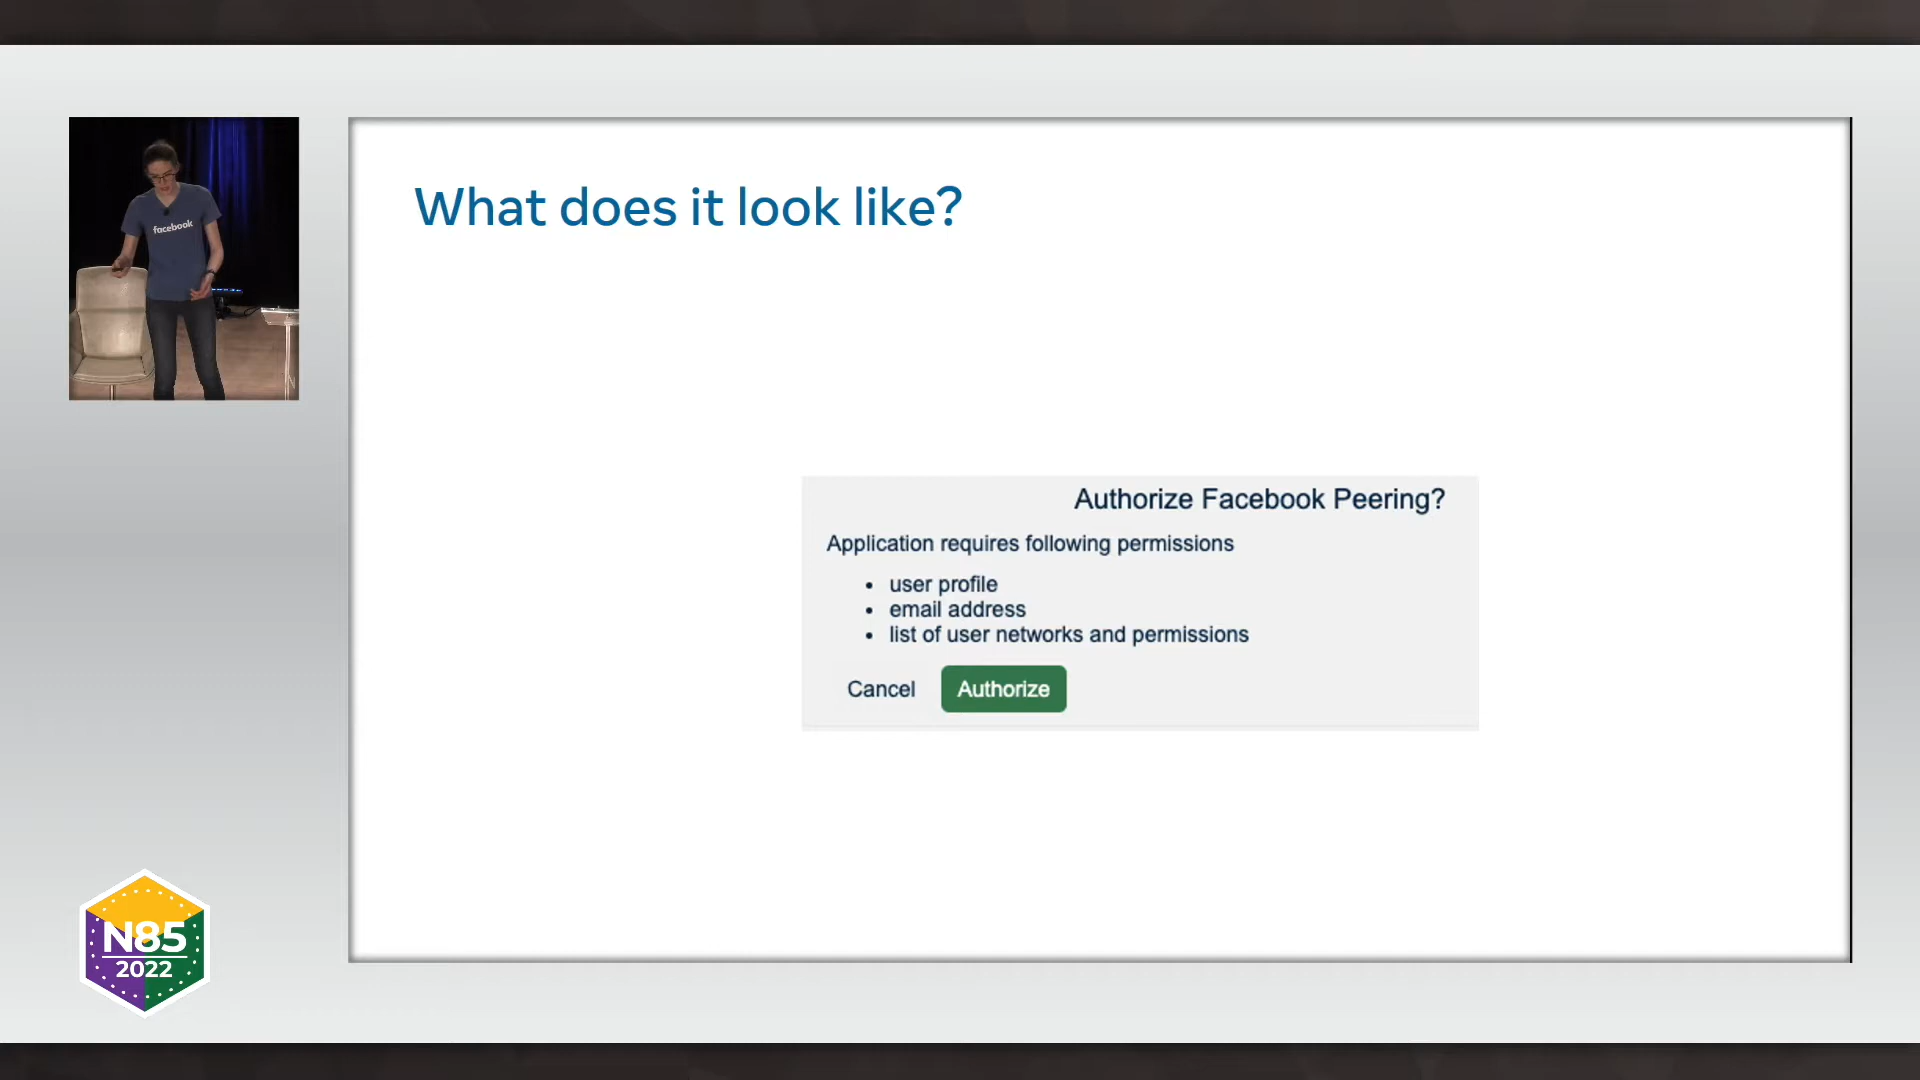 facebook
What does it look like?
Authorize Facebook Peering?
Application requires following permissions
• user profile
• email address
• list of user networks and permissions
Cancel
Authorize
N85
2022